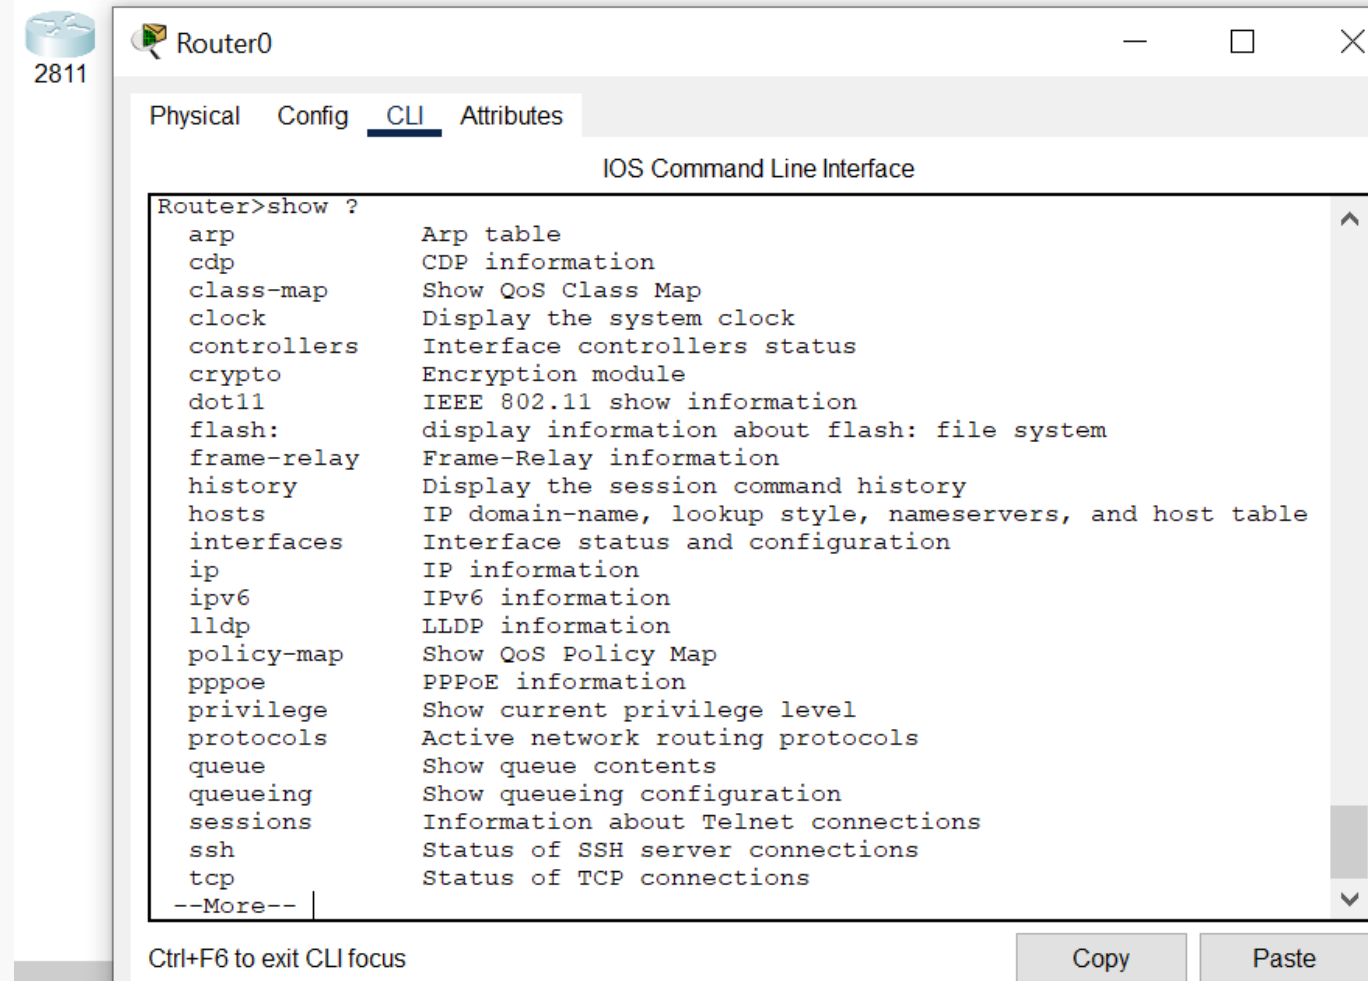 2811
Router0
Physical Config CLI Attributes
IOS Command Line Interface
Router>show ?
arp Arp table
cdp CDP information
class-map Show QoS Class Map
clock Display the system clock
controllers Interface controllers status
crypto Encryption module
dot11 IEEE 802.11 show information
flash: display information about flash: file system
frame-relay Frame-Relay information
history Display the session command history
hosts IP domain-name, lookup style, nameservers, and host table
interfaces Interface status and configuration
ip IP information
ipv6 IPv6 information
lldp LLDP information
policy-map Show QoS Policy Map
pppoe PPPoE information
privilege Show current privilege level
protocols Active network routing protocols
queue Show queue contents
queueing Show queueing configuration
sessions Information about Telnet connections
ssh Status of SSH server connections
tcp Status of TCP connections
--More--
Ctrl+F6 to exit CLI focus
Copy Paste